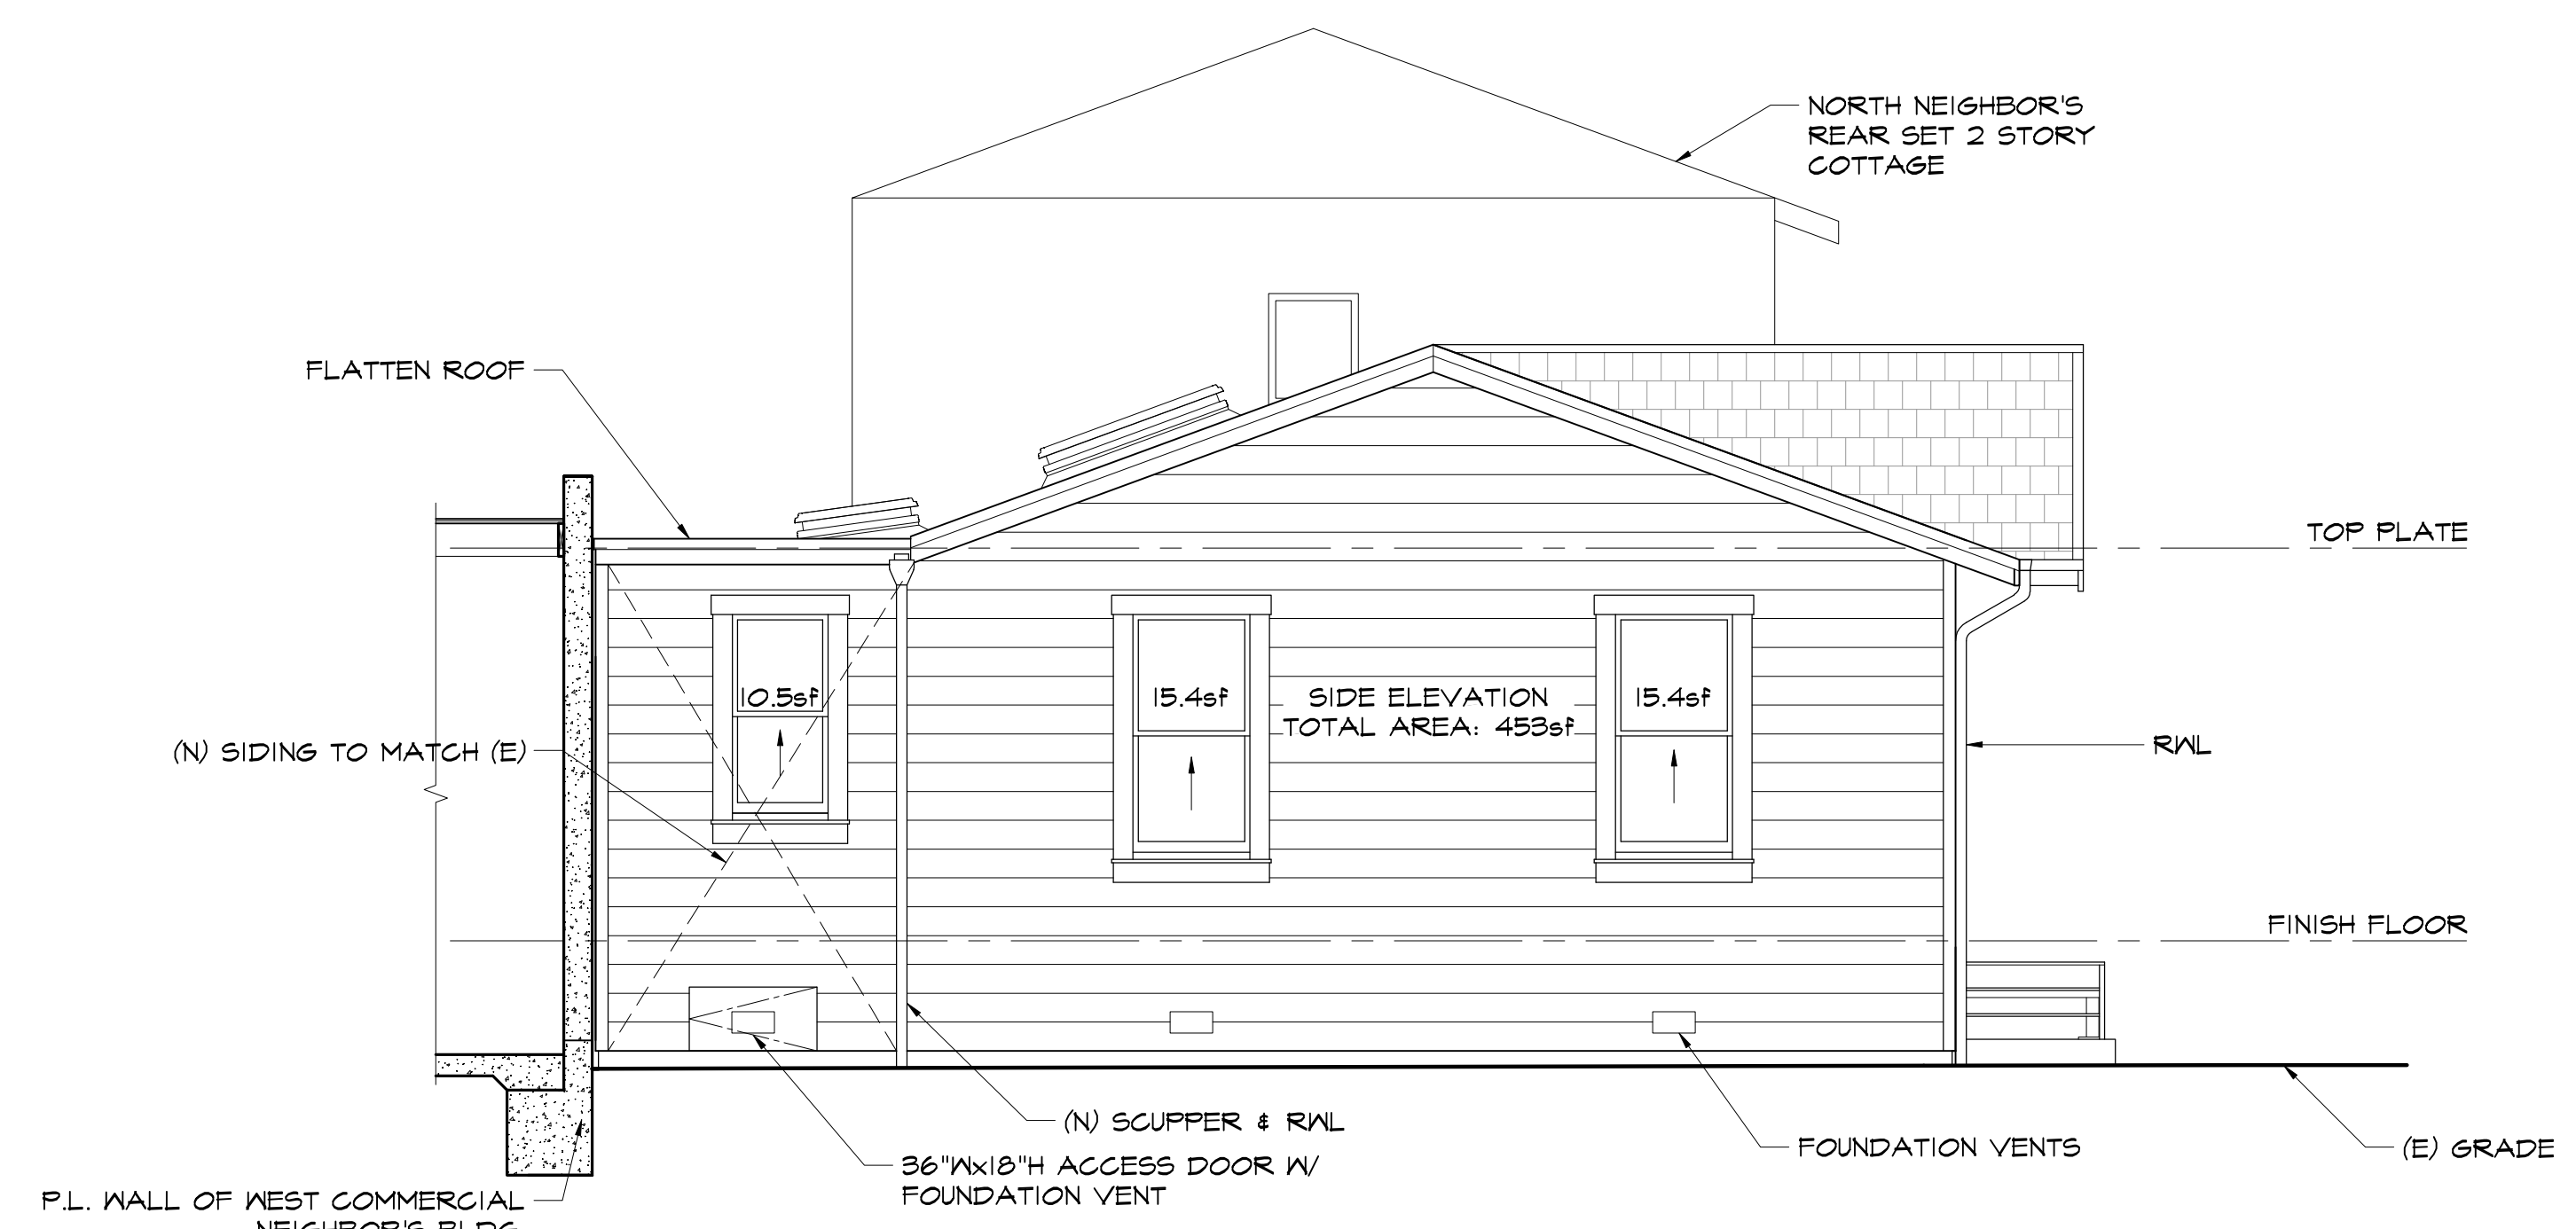 NORTH NEIGHBOR'S
REAR SET 2 STORY
COTTAGE
FLATTEN ROOF
TOP PLATE
10.5sf
15.4sf
SIDE ELEVATION
TOTAL AREA: 453sf
15.4sf
(N) SIDING TO MATCH (E)
RWL
FINISH FLOOR
(N) SCUPPER & RWL
36"Wx18"H ACCESS DOOR W/
FOUNDATION VENT
FOUNDATION VENTS
(E) GRADE
P.L. WALL OF WEST COMMERCIAL
NEIGHBOR'S BLDG.